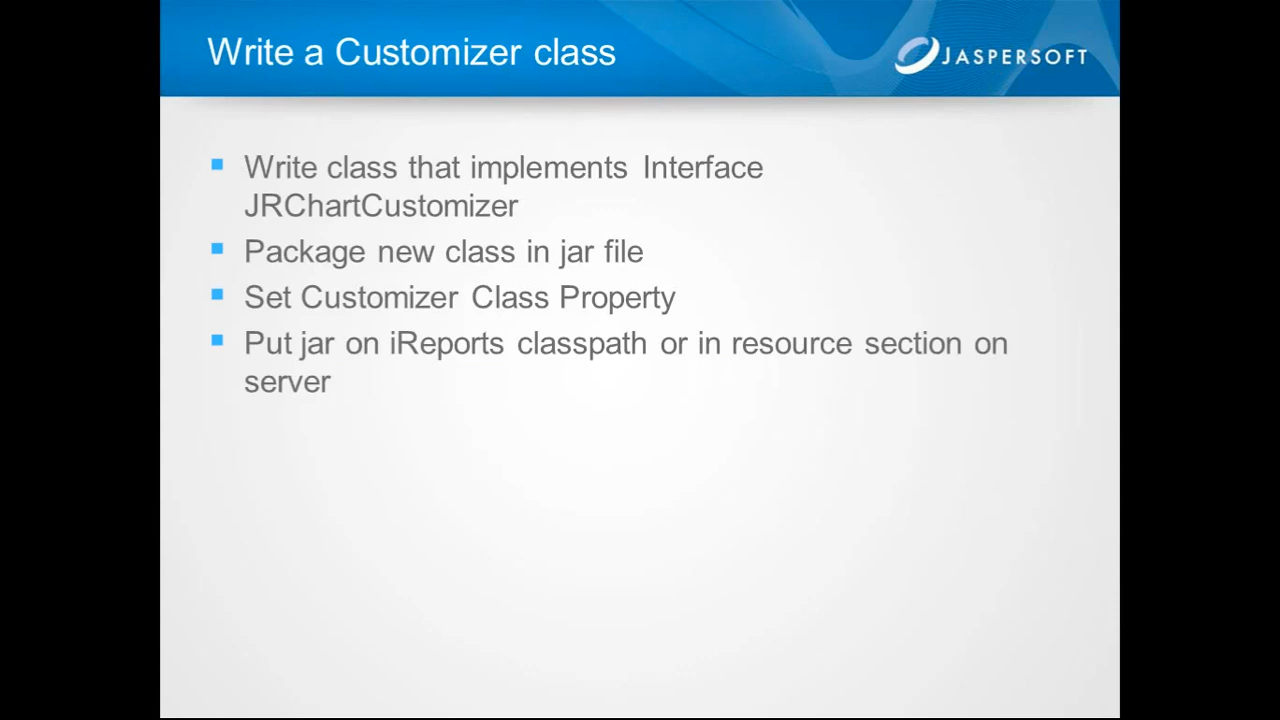 Write a Customizer class
JASPERSOFT
Write class that implements Interface
JRChartCustomizer
Package new class in jar file
Set Customizer Class Property
Put jar on iReports classpath or in resource section on
server